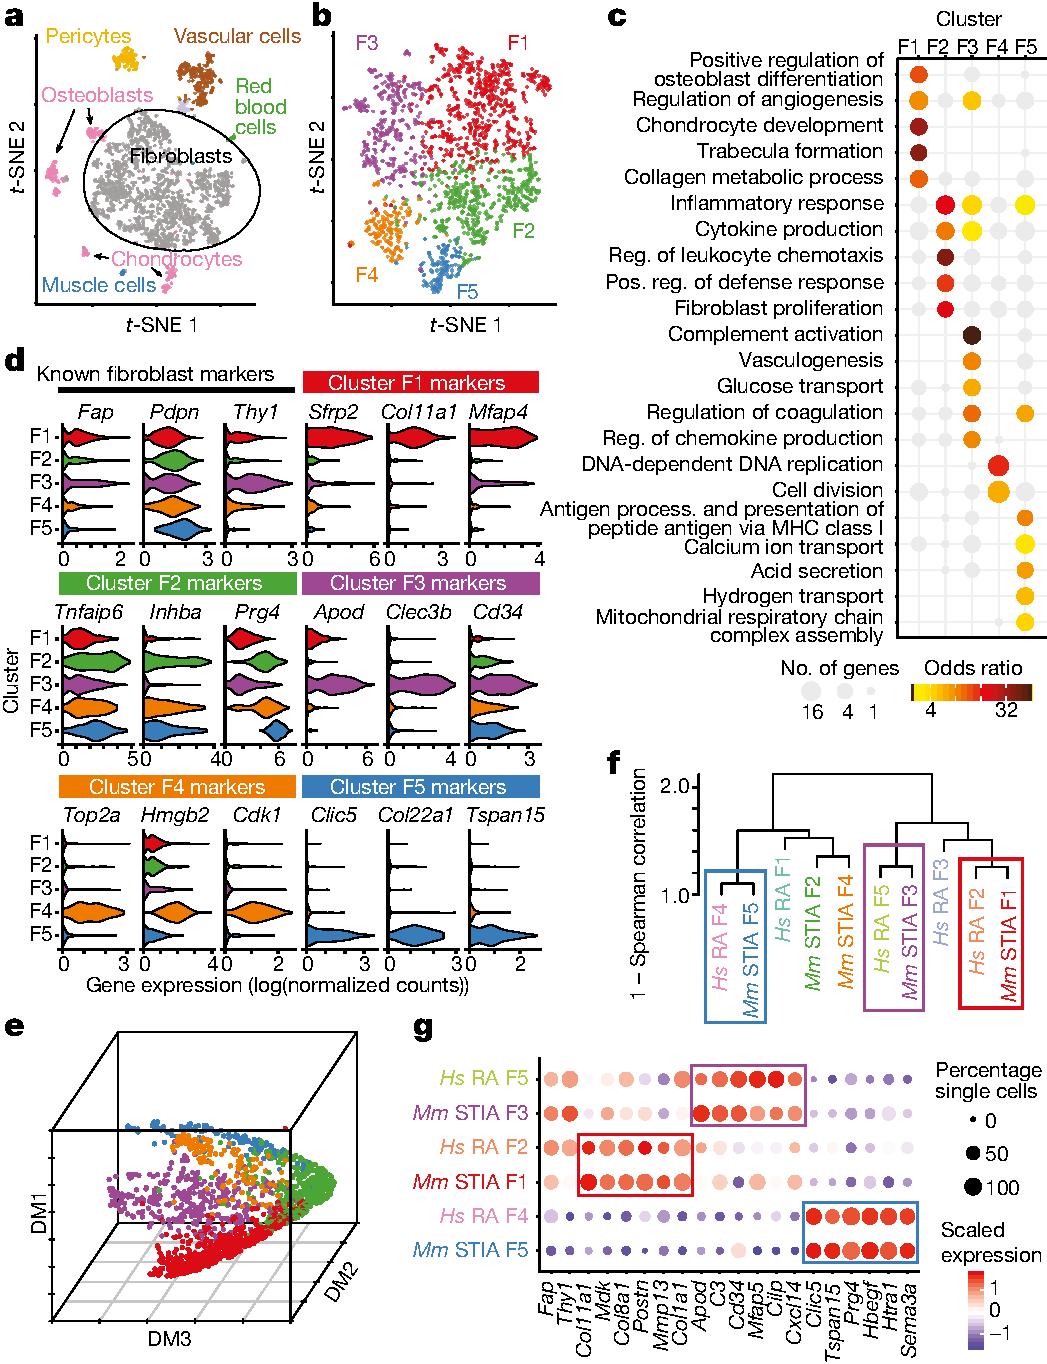 a
Pericytes
Vascular cells
Osteoblasts
Red
blood
cells
Fibroblasts
Chondrocytes
Muscle cells
t-SNE 2
t-SNE 1
b
F3
F1
F2
F4
F5
t-SNE 2
t-SNE 1
c
Cluster
F1 F2 F3 F4 F5
Positive regulation of
osteoblast differentiation
Regulation of angiogenesis
Chondrocyte development
Trabecula formation
Collagen metabolic process
Inflammatory response
Cytokine production
Reg. of leukocyte chemotaxis
Pos. reg. of defense response
Fibroblast proliferation
Complement activation
Vasculogenesis
Glucose transport
Regulation of coagulation
Reg. of chemokine production
DNA-dependent DNA replication
Cell division
Antigen process. and presentation of
peptide antigen via MHC class I
Calcium ion transport
Acid secretion
Hydrogen transport
Mitochondrial respiratory chain
complex assembly
No. of genes
16 4 1
Odds ratio
4 32
d
Known fibroblast markers
Cluster F1 markers
Fap Pdpn Thy1 Sfrp2 Col11a1 Mfap4
F1
F2
F3
F4
F5
0 2 0 3 0 3 0 6 0 3 0 4
Cluster F2 markers
Cluster F3 markers
Tnfaip6 Inhba Prg4 Apod Clec3b Cd34
F1
F2
F3
F4
F5
0 5 0 4 0 6 0 6 0 4 0 3
Cluster F4 markers
Cluster F5 markers
Top2a Hmgb2 Cdk1 Clic5 Col22a1 Tspan15
F1
F2
F3
F4
F5
0 3 0 4 0 2 0 3 0 3 0 2
Cluster
Gene expression (log(normalized counts))
e
DM1
DM3
DM2
f
1 – Spearman correlation
2.0
1.0
Hs RA F4
Mm STIA F5
Hs RA F1
Mm STIA F2
Mm STIA F4
Hs RA F5
Mm STIA F3
Hs RA F3
Hs RA F2
Mm STIA F1
g
Hs RA F5
Mm STIA F3
Hs RA F2
Mm STIA F1
Hs RA F4
Mm STIA F5
Fap
Thy1
Col11a1
Mdk
Col8a1
Postn
Mmp13
Col1a1
Apod
C3
Cd34
Mfap5
Cilp
Cxcl14
Clic5
Tspan15
Prg4
Hbegf
Htra1
Sema3a
Percentage
single cells
0
50
100
Scaled
expression
1
0
−1